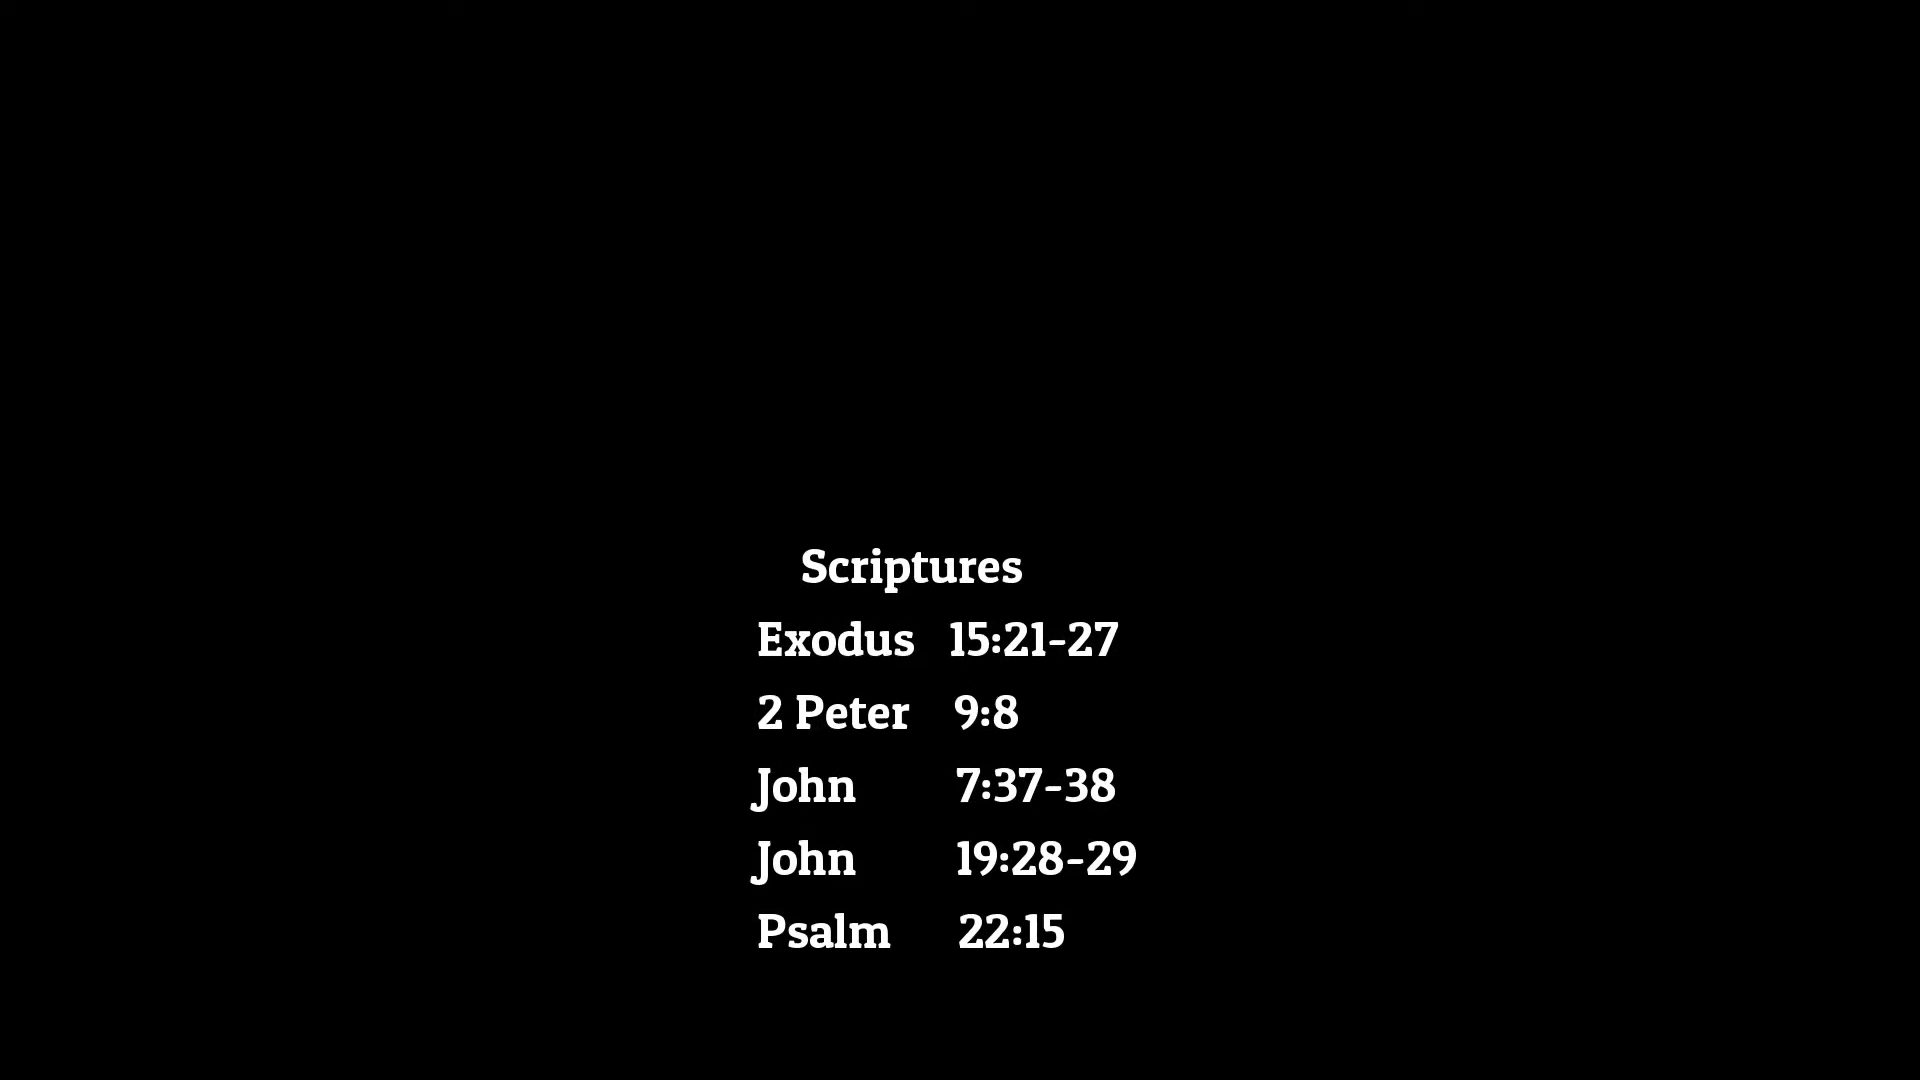 Scriptures
Exodus 15:21-27
2 Peter 9:8
John 7:37-38
John 19:28-29
Psalm 22:15